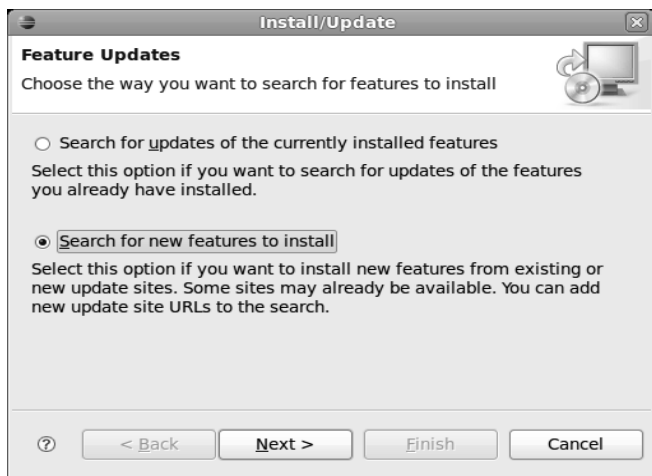 Install/Update
Feature Updates
Choose the way you want to search for features to install
Search for updates of the currently installed features
Select this option if you want to search for updates of the features
you already have installed.
Search for new features to install
Select this option if you want to install new features from existing or
new update sites. Some sites may already be available. You can add
new update site URLs to the search.
? < Back Next > Finish Cancel